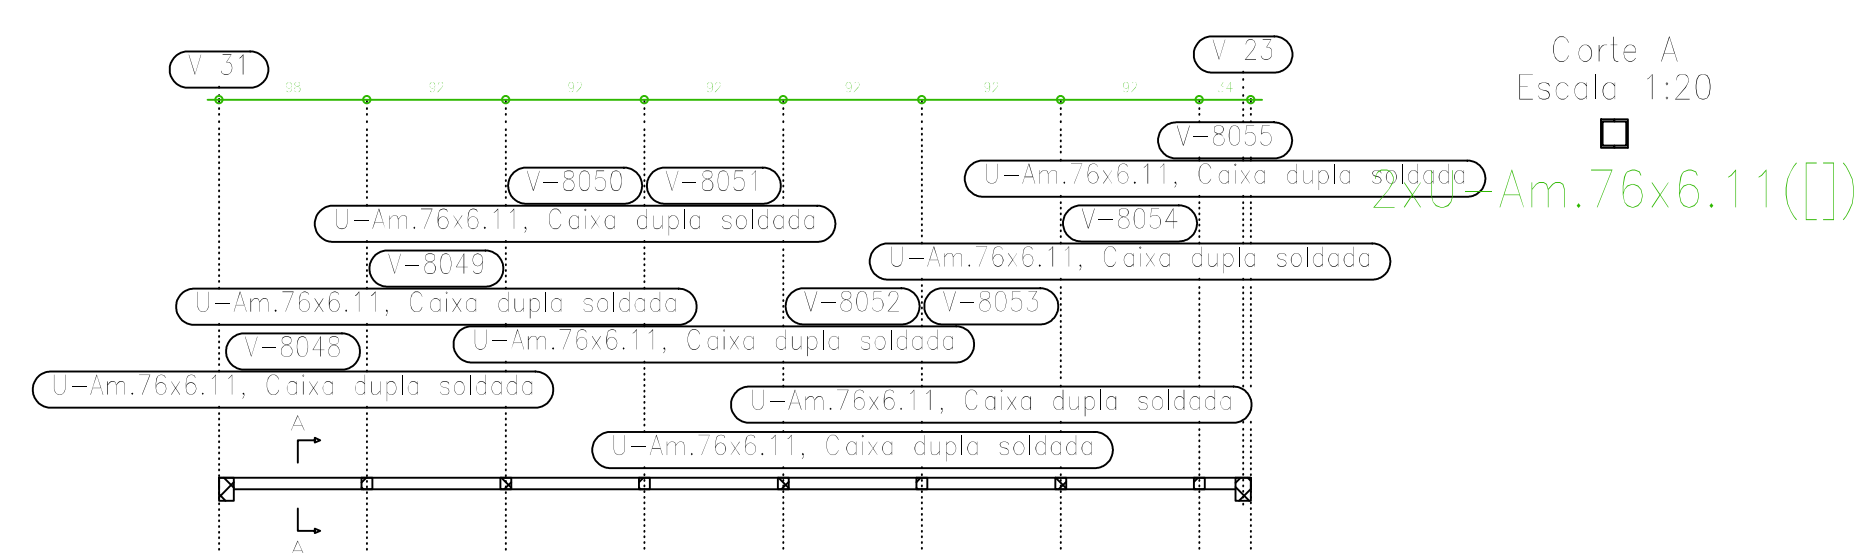 V 31
V 23
Corte A
Escala 1:20
98
92
92
92
92
92
92
34
V-8055
U-Am.76x6.11, Caixa dupla soldada
2xU-Am.76x6.11([])
V-8050
V-8051
U-Am.76x6.11, Caixa dupla soldada
V-8054
U-Am.76x6.11, Caixa dupla soldada
V-8049
U-Am.76x6.11, Caixa dupla soldada
V-8052
V-8053
U-Am.76x6.11, Caixa dupla soldada
V-8048
U-Am.76x6.11, Caixa dupla soldada
U-Am.76x6.11, Caixa dupla soldada
A
U-Am.76x6.11, Caixa dupla soldada
A